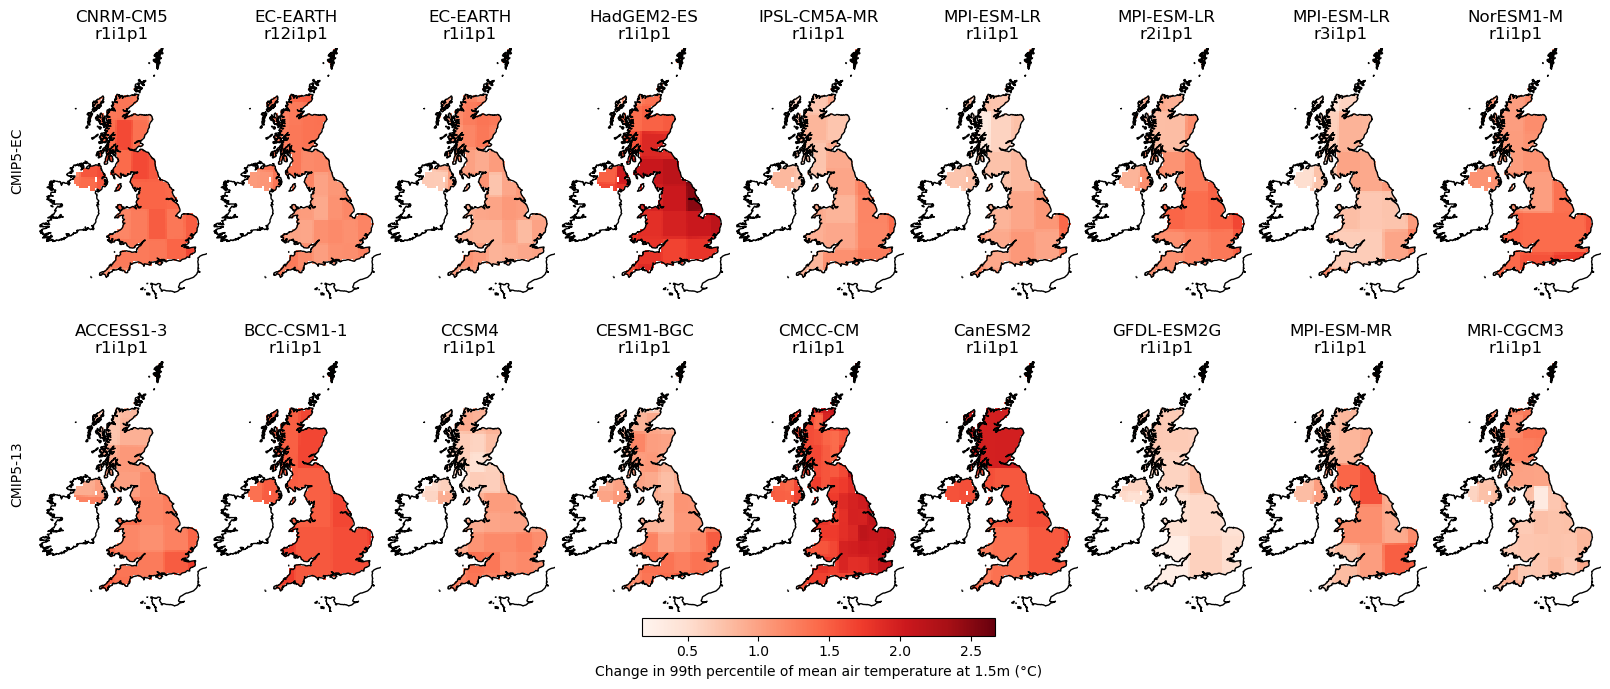 CNRM-CM5
r1i1p1
EC-EARTH
r12i1p1
EC-EARTH
r1i1p1
HadGEM2-ES
r1i1p1
IPSL-CM5A-MR
r1i1p1
MPI-ESM-LR
r1i1p1
MPI-ESM-LR
r2i1p1
MPI-ESM-LR
r3i1p1
NorESM1-M
r1i1p1
CMIP5-EC
ACCESS1-3
r1i1p1
BCC-CSM1-1
r1i1p1
CCSM4
r1i1p1
CESM1-BGC
r1i1p1
CMCC-CM
r1i1p1
CanESM2
r1i1p1
GFDL-ESM2G
r1i1p1
MPI-ESM-MR
r1i1p1
MRI-CGCM3
r1i1p1
CMIP5-13
0.5 1.0 1.5 2.0 2.5
Change in 99th percentile of mean air temperature at 1.5m (°C)